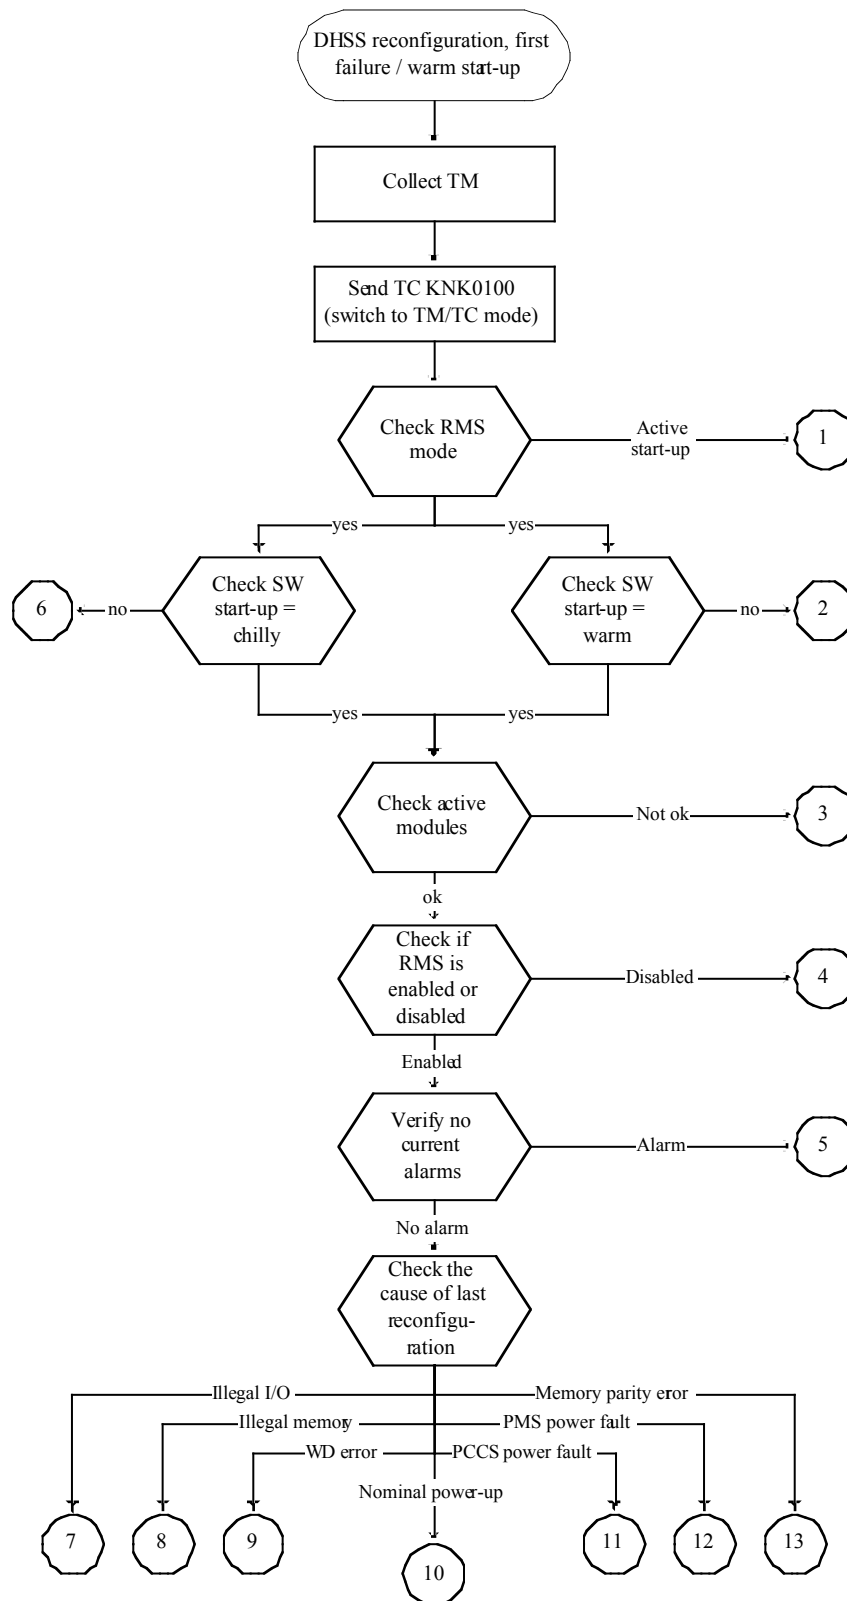 DHSS reconfiguration, first
failure / warm start-up
Collect TM
Send TC KNK0100
(switch to TM/TC mode)
Check RMS
mode
Active
start-up
1
yes
yes
6
no
Check SW
start-up =
chilly
Check SW
start-up =
warm
no
2
yes
yes
Check active
modules
Not ok
3
ok
Check if
RMS is
enabled or
disabled
Disabled
4
Enabled
Verify no
current
alarms
Alarm
5
No alarm
Check the
cause of last
reconfigu-
ration
Illegal I/O
Memory parity error
Illegal memory
PMS power fault
WD error
PCCS power fault
Nominal power-up
7
8
9
10
11
12
13